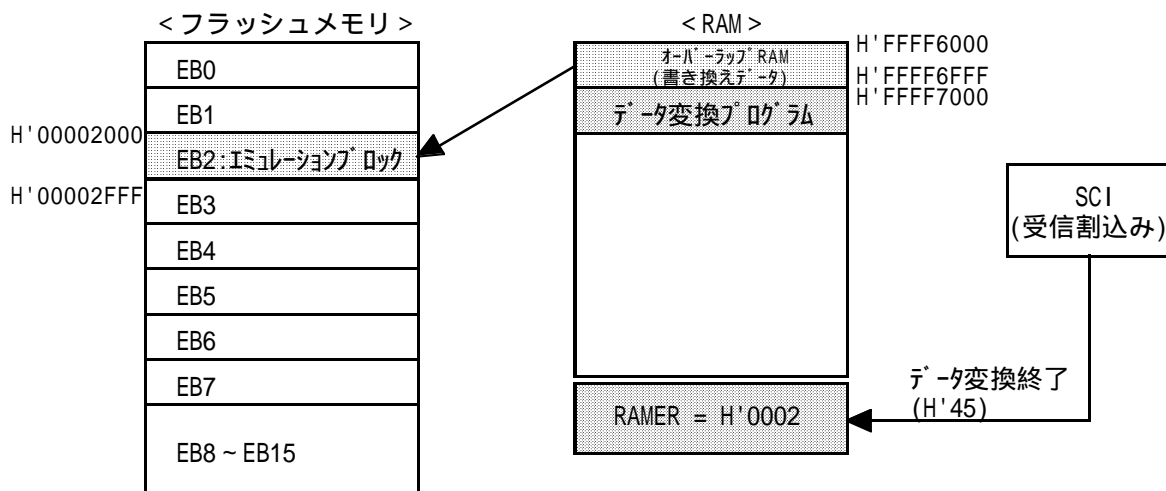 <フラッシュメモリ>
EB0
EB1
H'00002000
EB2:エミュレーションブロック
H'00002FFF
EB3
EB4
EB5
EB6
EB7
EB8~EB15
<RAM>
オーバーラップRAM
(書き換えデータ)
H'FFFF6000
H'FFFF6FFF
H'FFFF7000
データ変換プログラム
RAMER = H'0002
SCI
(受信割込み)
データ変換終了
(H'45)